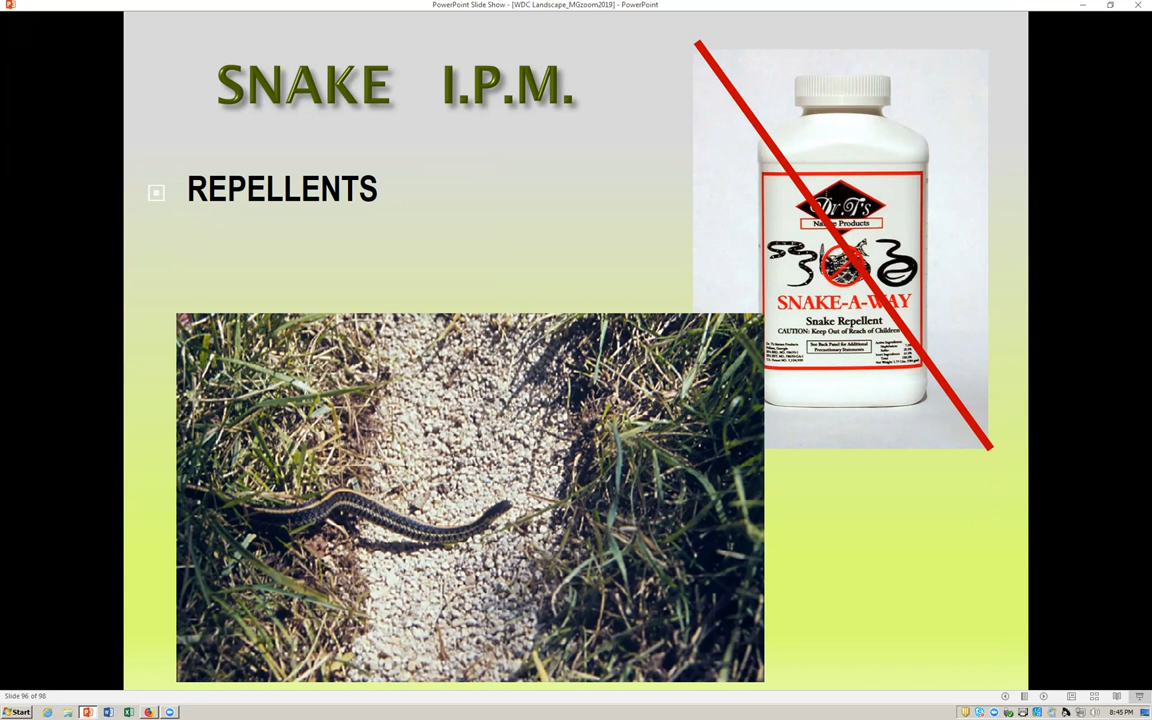 PowerPoint Slide Show - [WDC Landscape_MGzoom2019] - PowerPoint
SNAKE I.P.M.
REPELLENTS
Dr. T's
Nature Products
SNAKE-A-WAY
Snake Repellent
CAUTION: Keep Out of Reach of Children
See Back Panel for Additional
Precautionary Statements
Slide 96 of 98
Start
8:45 PM